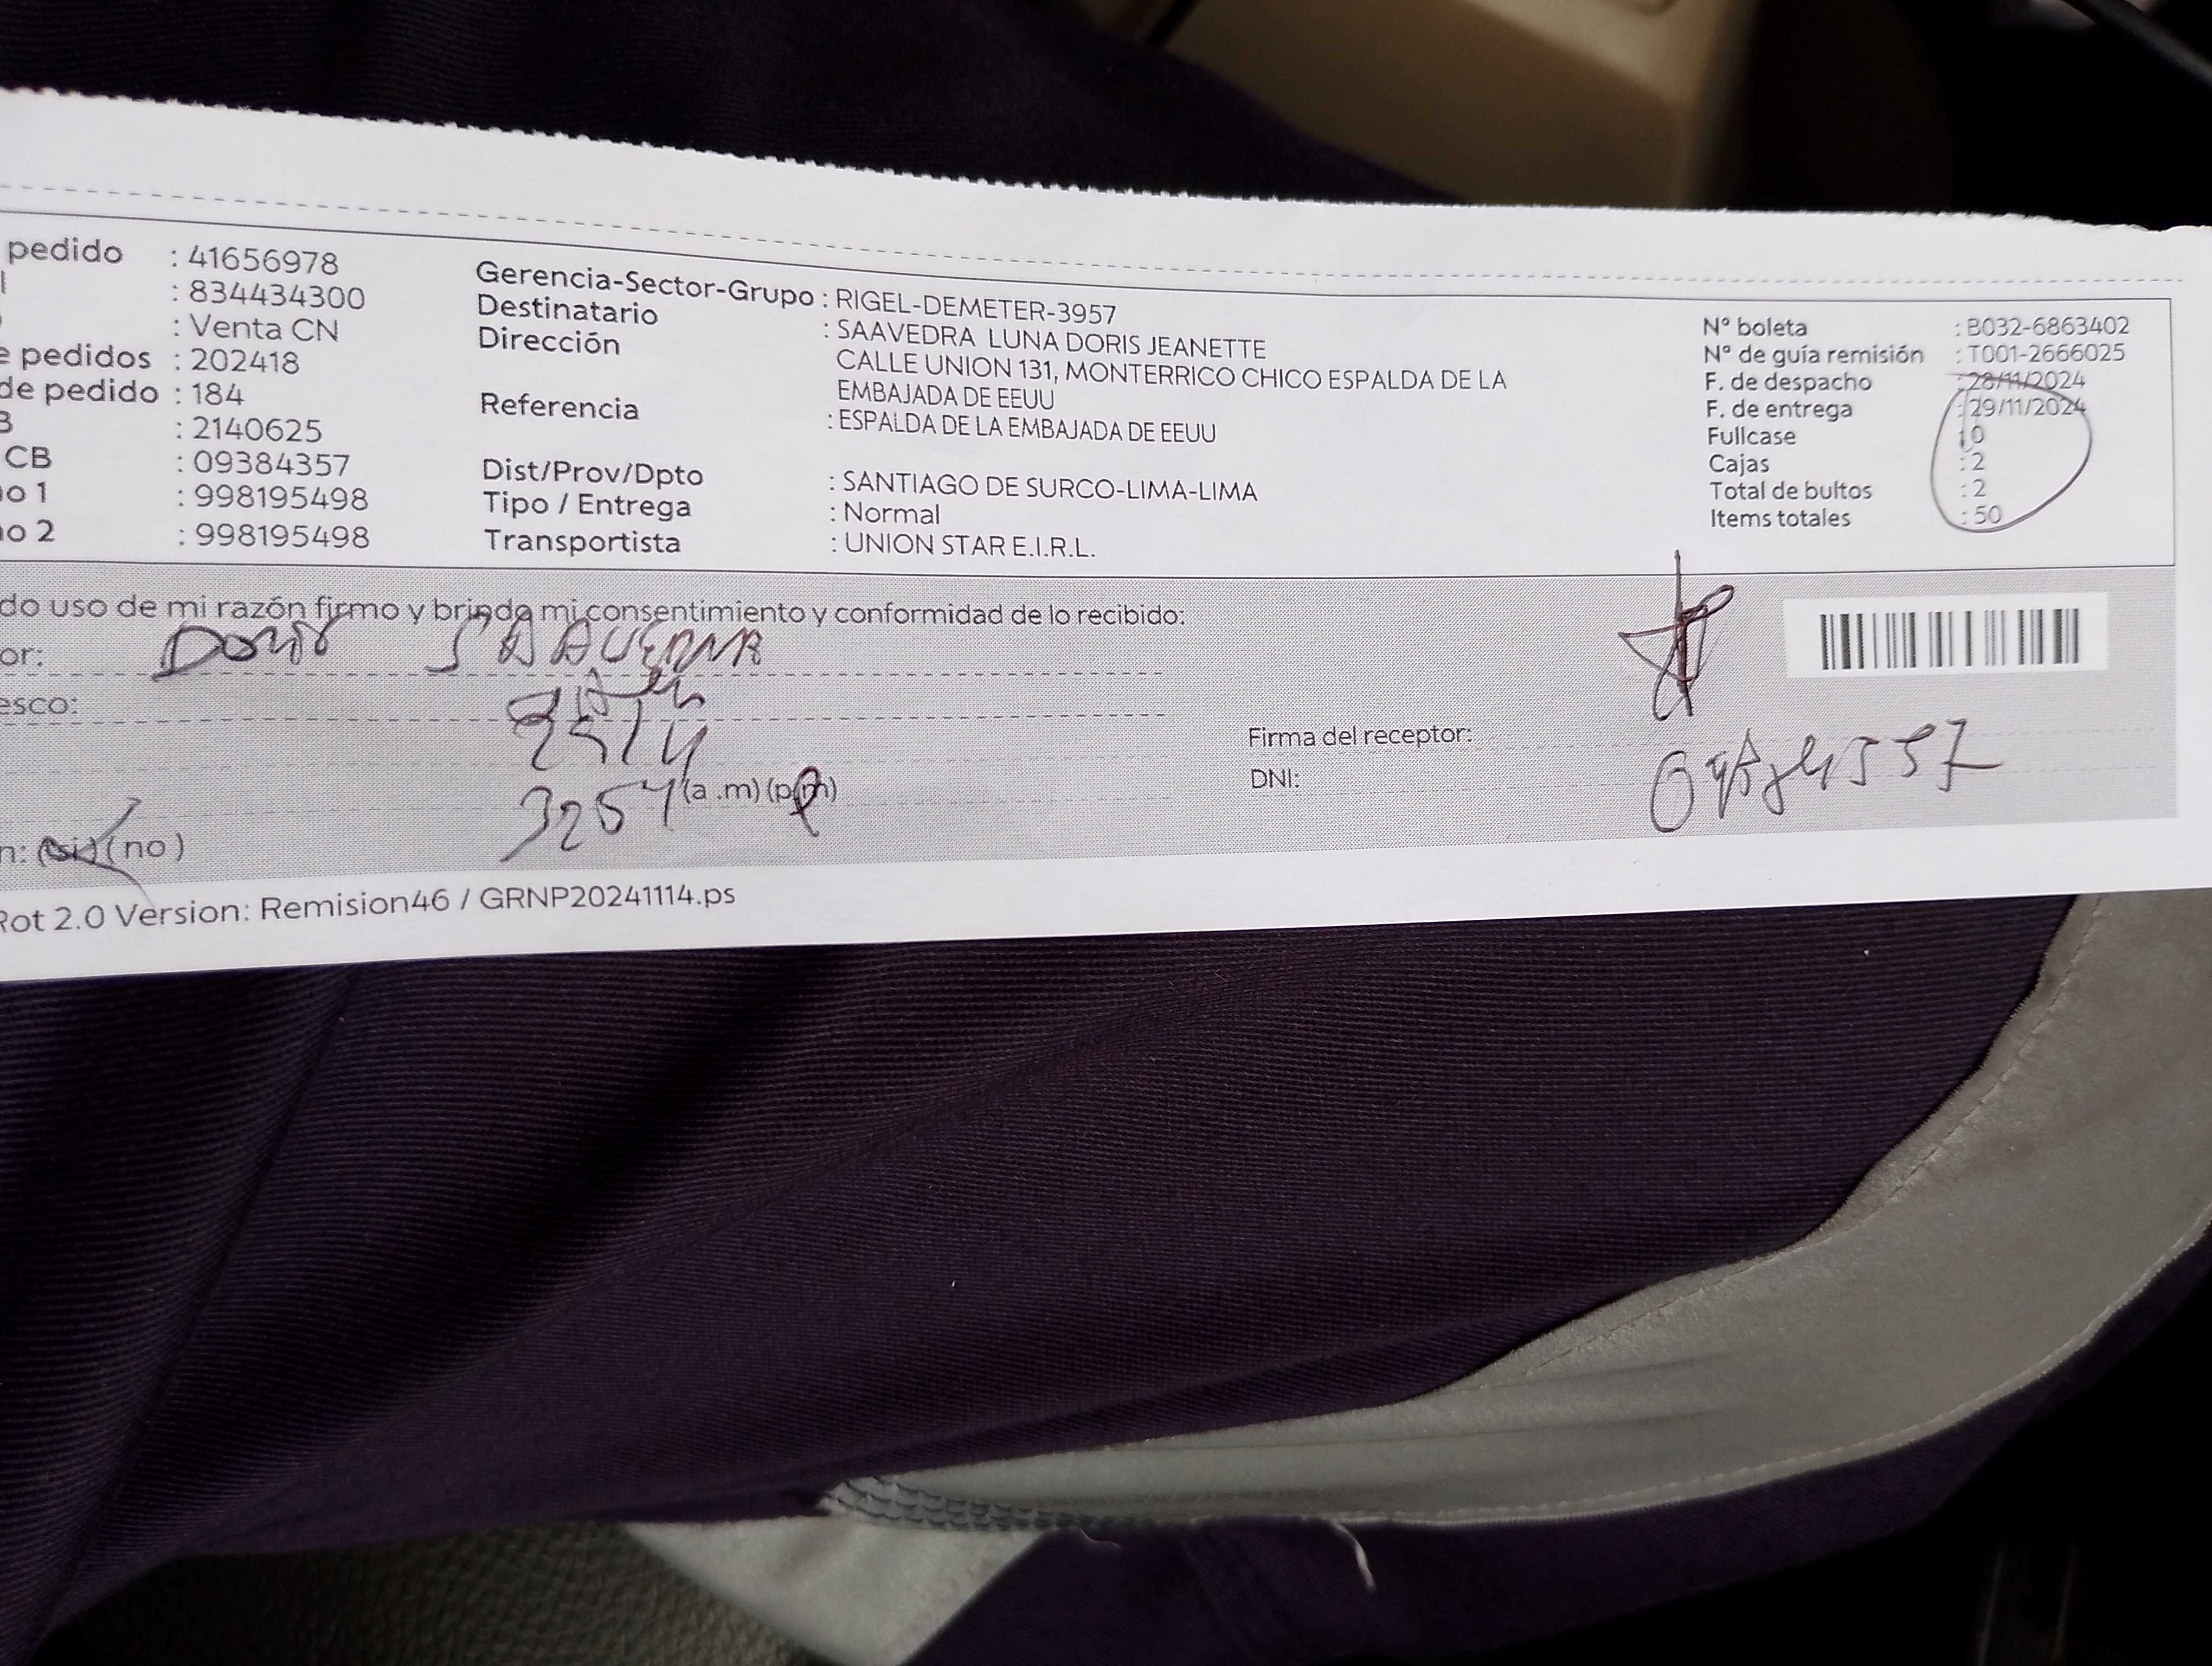 pedido : 41656978
: 834434300
: Venta CN
e pedidos : 202418
de pedido : 184
: 2140625
CB : 09384357
o 1 : 998195498
o 2 : 998195498
Gerencia-Sector-Grupo : RIGEL-DEMETER-3957
Destinatario : SAAVEDRA LUNA DORIS JEANETTE
Dirección CALLE UNION 131, MONTERRICO CHICO ESPALDA DE LA
EMBAJADA DE EEUU
Referencia : ESPALDA DE LA EMBAJADA DE EEUU
Dist/Prov/Dpto : SANTIAGO DE SURCO-LIMA-LIMA
Tipo / Entrega : Normal
Transportista : UNION STAR E.I.R.L.
N° boleta : B032-6863402
N° de guía remisión : T001-2666025
F. de despacho : 28/11/2024
F. de entrega : 29/11/2024
Fullcase : 0
Cajas : 2
Total de bultos : 2
Items totales : 50
do uso de mi razón firmo y brindo mi consentimiento y conformidad de lo recibido:
or: Doris SAAVEDRA
esco:
Firma del receptor:
DNI:
(a .m) (p.m)
n: (si) (no)
Rot 2.0 Version: Remision46 / GRNP20241114.ps